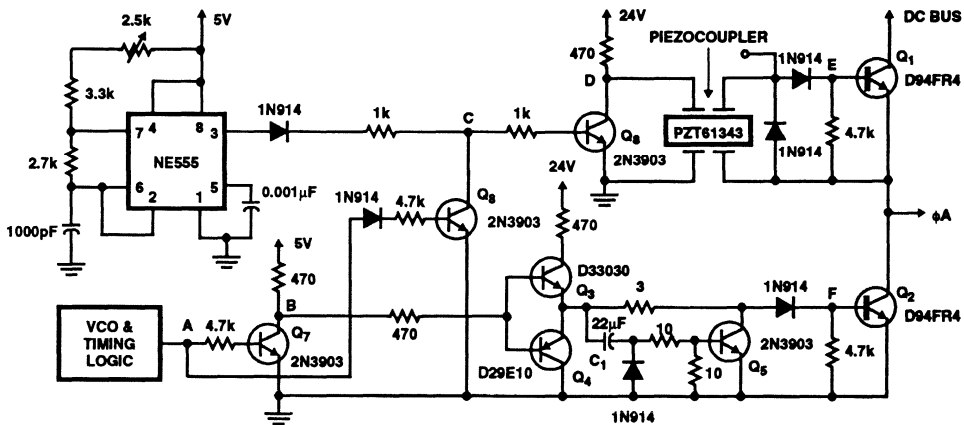 2.5k
5V
24V
DC BUS
470
PIEZOCOUPLER
D
1N914
E
Q1
D94FR4
3.3k
7
4
8
3
1N914
1k
C
1k
Q8
2N3903
PZT61343
1N914
4.7k
NE555
2.7k
6
2
1
5
0.001μF
1000pF
1N914
4.7k
Q8
2N3903
24V
470
φA
5V
470
D33030
Q3
3
1N914
F
Q2
D94FR4
VCO &
TIMING
LOGIC
A
4.7k
B
Q7
2N3903
470
22μF
C1
10
10
2N3903
Q5
4.7k
D29E10
Q4
1N914